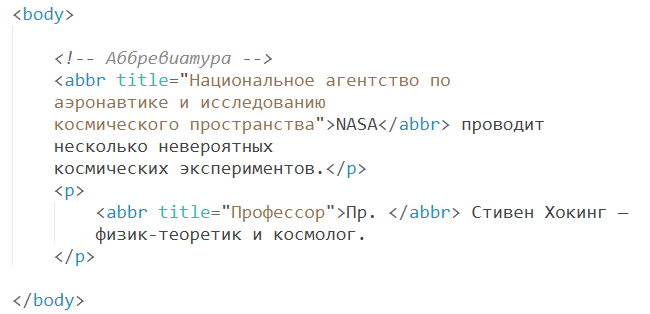 <body>
<!-- Аббревиатура -->
<abbr title="Национальное агентство по
аэронавтике и исследованию
космического пространства">NASA</abbr> проводит
несколько невероятных
космических экспериментов.</p>
<p>
<abbr title="Профессор">Пр. </abbr> Стивен Хокинг –
физик-теоретик и космолог.
</p>
</body>